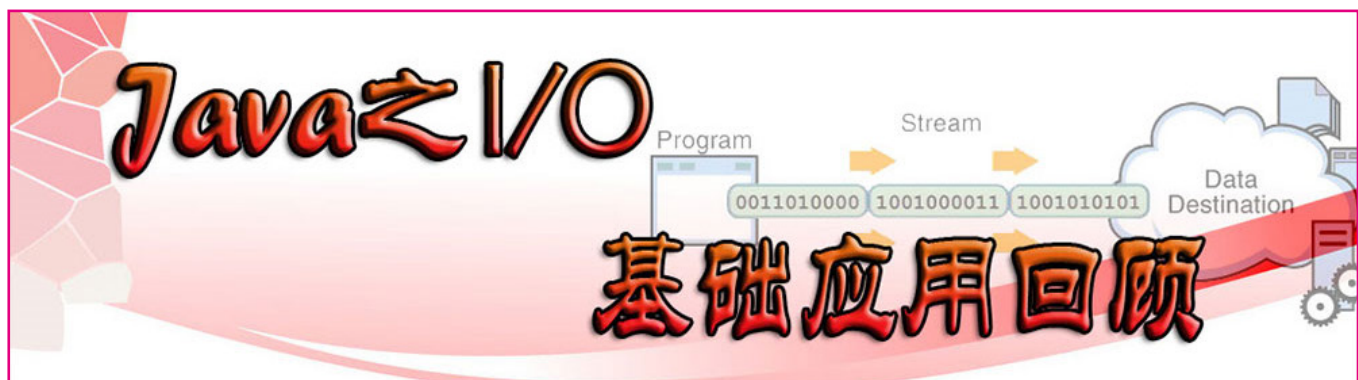 Java之I/O
Stream
Program
Data
Destination
0011010000 1001000011 1001010101
基础应用回顾